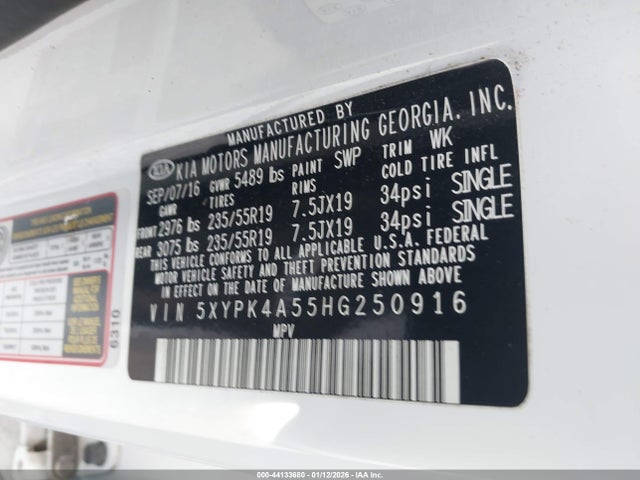 MANUFACTURED BY
KIA KIA MOTORS MANUFACTURING GEORGIA, INC.
SEP/07/16 GVWR 5489 lbs PAINT SWP TRIM WK
GAWR TIRES RIMS COLD TIRE INFL
FRONT 2976 lbs 235/55R19 7.5JX19 34psi SINGLE
REAR 3075 lbs 235/55R19 7.5JX19 34psi SINGLE
THIS VEHICLE CONFORMS TO ALL APPLICABLE U.S.A. FEDERAL
MOTOR VEHICLE SAFETY AND THEFT PREVENTION STANDARDS
IN EFFECT ON THE DATE OF MANUFACTURE SHOWN ABOVE
VIN 5XYPK4A55HG250916
MPV
6310
000-44133680 - 01/12/2026 - IAA Inc.